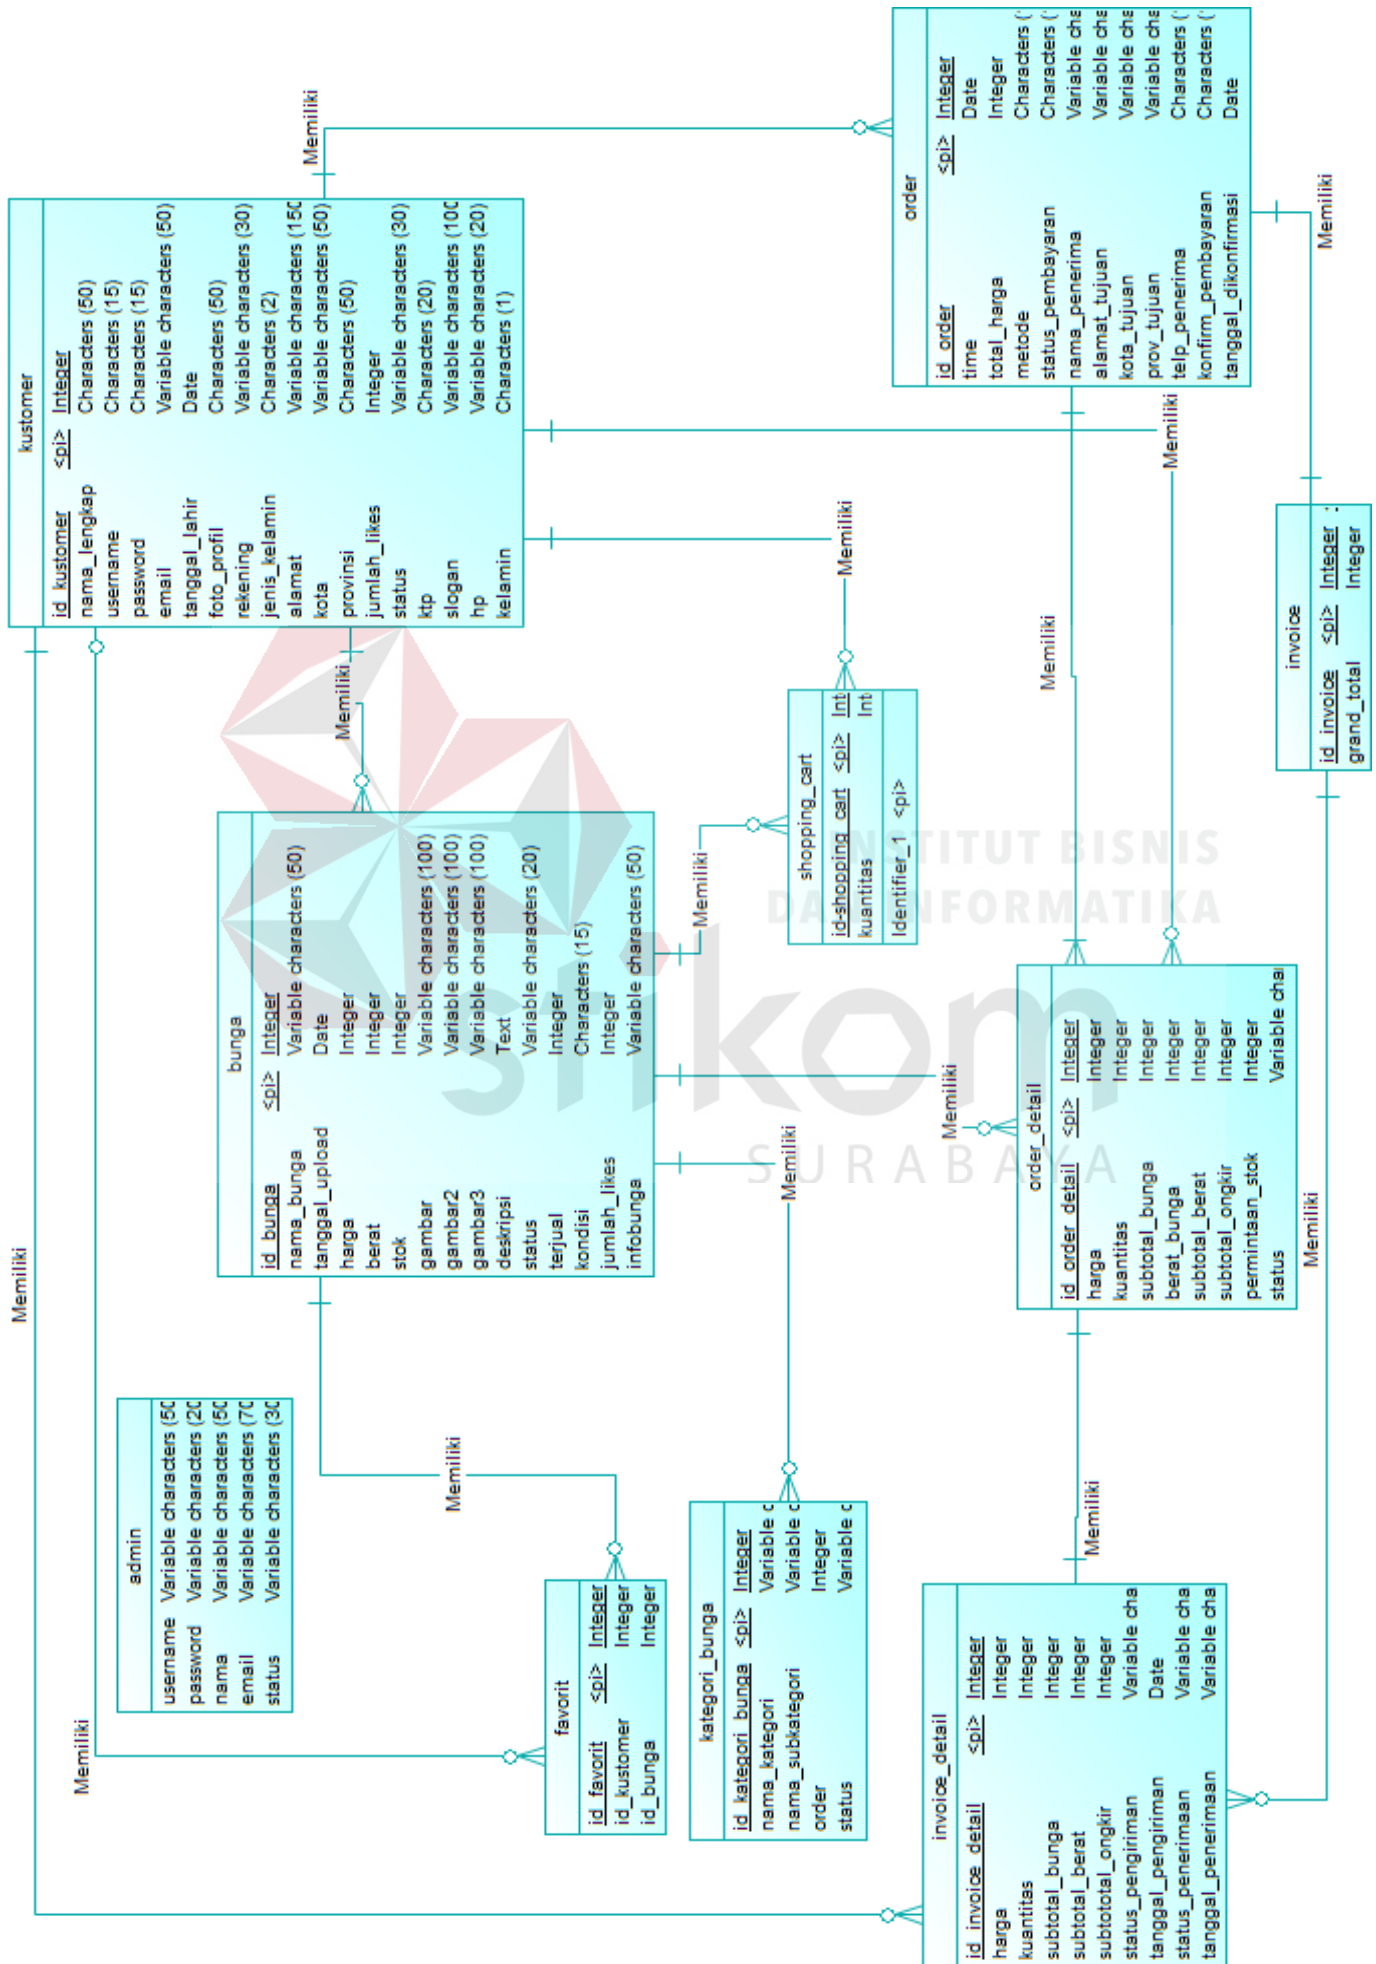 kustomer
id_kustomer <pi> Integer
nama_lengkap Characters (50)
username Characters (15)
password Characters (15)
email Variable characters (50)
tanggal_lahir Date
foto_profil Characters (50)
rekening Variable characters (30)
jenis_kelamin Characters (2)
alamat Variable characters (150
kota Variable characters (50)
provinsi Characters (50)
jumlah_likes Integer
status Variable characters (30)
ktp Characters (20)
slogan Variable characters (100
hp Variable characters (20)
kelamin Characters (1)
order
id_order <pi> Integer
time Date
total_harga Integer
metode Characters (
status_pembayaran Characters (
nama_penerima Variable cha
alamat_tujuan Variable cha
kota_tujuan Variable cha
prov_tujuan Variable cha
telp_penerima Characters (
konfirm_pembayaran Characters (
tanggal_dikonfirmasi Date
bunga
id_bunga <pi> Integer
nama_bunga Variable characters (50)
tanggal_upload Date
harga Integer
berat Integer
stok Integer
gambar Variable characters (100)
gambar2 Variable characters (100)
gambar3 Variable characters (100)
deskripsi Text
status Variable characters (20)
terjual Integer
kondisi Characters (15)
jumlah_likes Integer
infobunga Variable characters (50)
shopping_cart
id-shopping_cart <pi> Int
kuantitas Int
Identifier_1 <pi>
invoice
id_invoice <pi> Integer
grand_total Integer
order_detail
id_order_detail <pi> Integer
harga Integer
kuantitas Integer
subtotal_bunga Integer
berat_bunga Integer
subtotal_berat Integer
subtotal_ongkir Integer
permintaan_stok Integer
status Variable chai
admin
username Variable characters (50
password Variable characters (20
nama Variable characters (50
email Variable characters (70
status Variable characters (30
favorit
id_favorit <pi> Integer
id_kustomer Integer
id_bunga Integer
kategori_bunga
id_kategori_bunga <pi> Integer
nama_kategori Variable c
nama_subkategori Variable c
order Integer
status Variable c
invoice_detail
id_invoice_detail <pi> Integer
harga Integer
kuantitas Integer
subtotal_bunga Integer
subtotal_berat Integer
subtototal_ongkir Integer
status_pengiriman Variable cha
tanggal_pengiriman Date
status_penerimaan Variable cha
tanggal_penerimaan Variable cha
Memiliki
Memiliki
Memiliki
Memiliki
Memiliki
Memiliki
Memiliki
Memiliki
Memiliki
Memiliki
Memiliki
Memiliki
Memiliki
Memiliki
INSTITUT BISNIS
DAN INFORMATIKA
stikom
SURABAYA